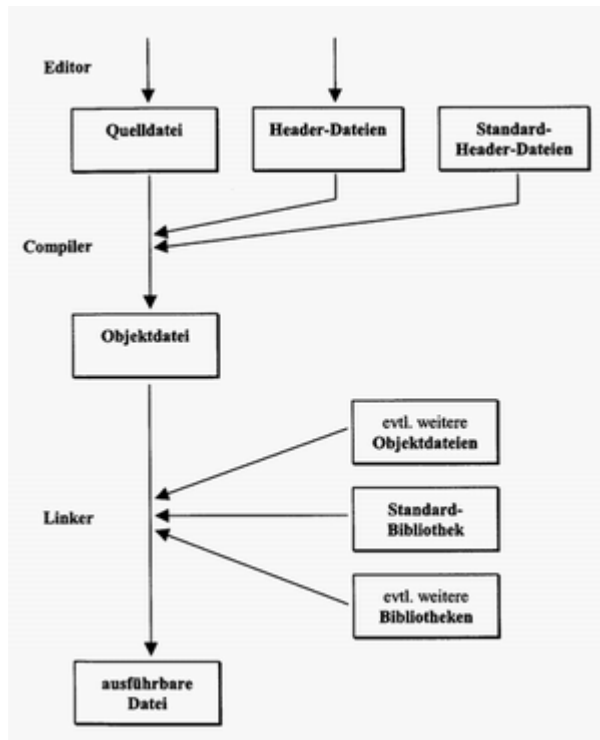 Editor
Quelldatei
Header-Dateien
Standard-
Header-Dateien
Compiler
Objektdatei
evtl. weitere
Objektdateien
Linker
Standard-
Bibliothek
evtl. weitere
Bibliotheken
ausführbare
Datei